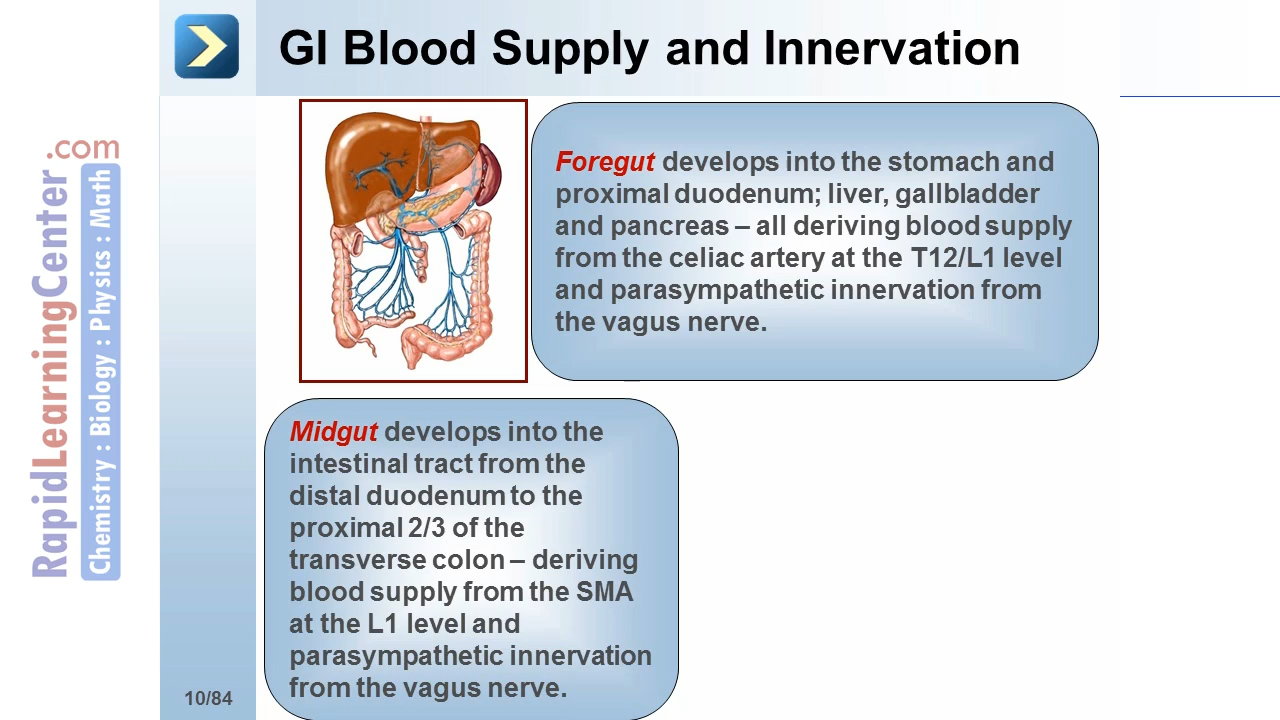 GI Blood Supply and Innervation
Foregut develops into the stomach and
proximal duodenum; liver, gallbladder
and pancreas – all deriving blood supply
from the celiac artery at the T12/L1 level
and parasympathetic innervation from
the vagus nerve.
Midgut develops into the
intestinal tract from the
distal duodenum to the
proximal 2/3 of the
transverse colon – deriving
blood supply from the SMA
at the L1 level and
parasympathetic innervation
from the vagus nerve.
10/84
RapidLearningCenter.com
Chemistry : Biology : Physics : Math